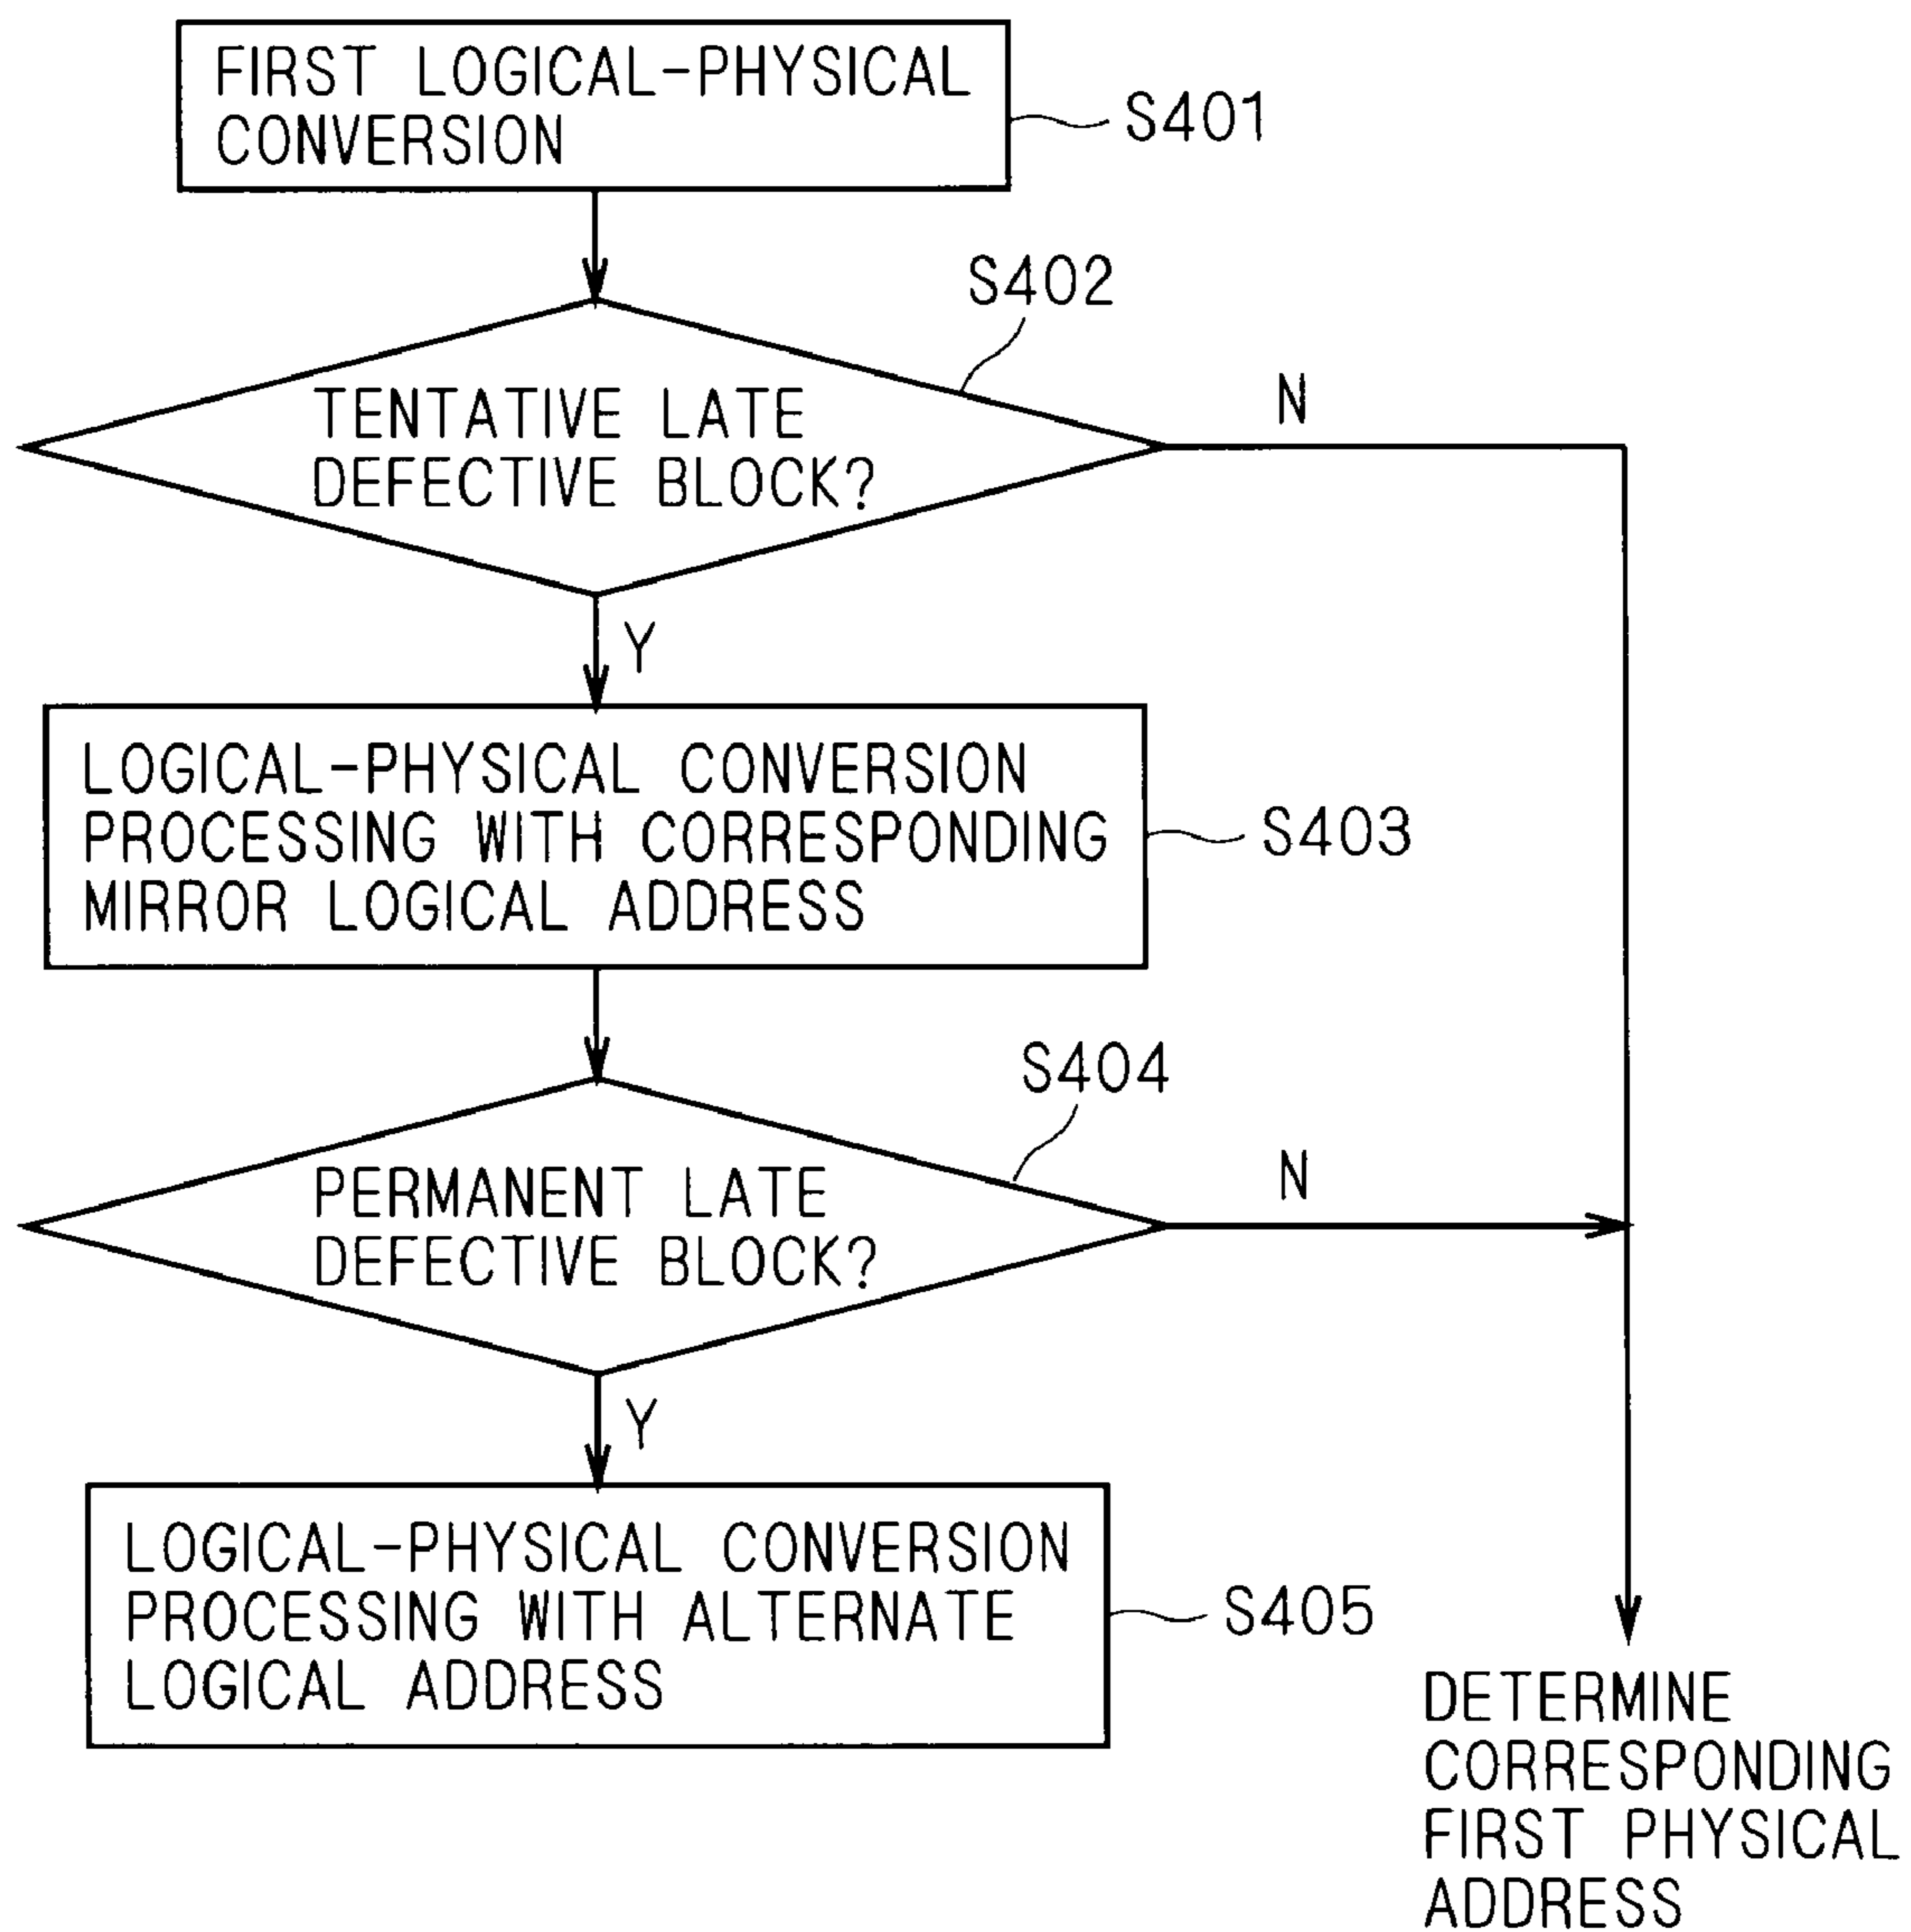 FIRST LOGICAL-PHYSICAL
CONVERSION
S401
S402
TENTATIVE LATE
DEFECTIVE BLOCK?
N
Y
LOGICAL-PHYSICAL CONVERSION
PROCESSING WITH CORRESPONDING
MIRROR LOGICAL ADDRESS
S403
S404
PERMANENT LATE
DEFECTIVE BLOCK?
N
Y
LOGICAL-PHYSICAL CONVERSION
PROCESSING WITH ALTERNATE
LOGICAL ADDRESS
S405
DETERMINE
CORRESPONDING
FIRST PHYSICAL
ADDRESS